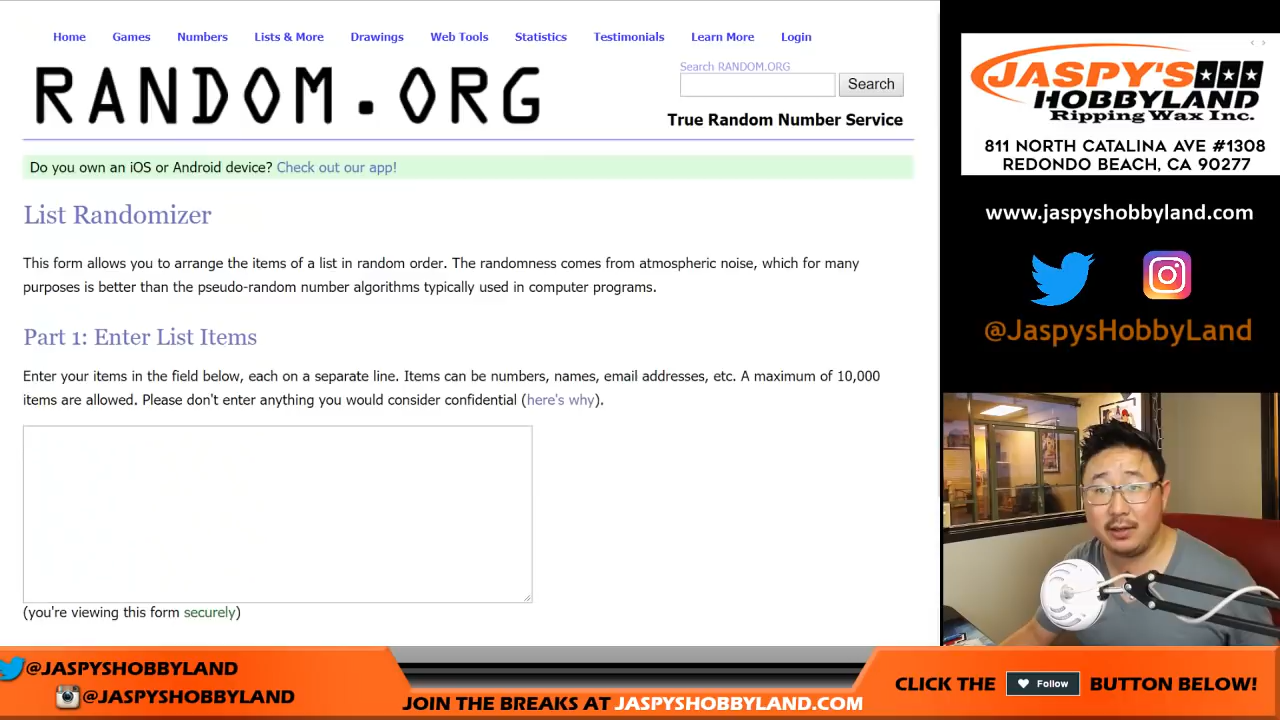 Home Games Numbers Lists & More Drawings Web Tools Statistics Testimonials Learn More Login
RANDOM.ORG
Search RANDOM.ORG
Search
True Random Number Service
Do you own an iOS or Android device? Check out our app!
List Randomizer
This form allows you to arrange the items of a list in random order. The randomness comes from atmospheric noise, which for many
purposes is better than the pseudo-random number algorithms typically used in computer programs.
Part 1: Enter List Items
Enter your items in the field below, each on a separate line. Items can be numbers, names, email addresses, etc. A maximum of 10,000
items are allowed. Please don't enter anything you would consider confidential (here's why).
(you're viewing this form securely)
JASPY'S
HOBBYLAND
Ripping Wax Inc.
811 NORTH CATALINA AVE #1308
REDONDO BEACH, CA 90277
www.jaspyshobbyland.com
@JaspysHobbyLand
@JASPYSHOBBYLAND
@JASPYSHOBBYLAND
JOIN THE BREAKS AT JASPYSHOBBYLAND.COM
CLICK THE Follow BUTTON BELOW!